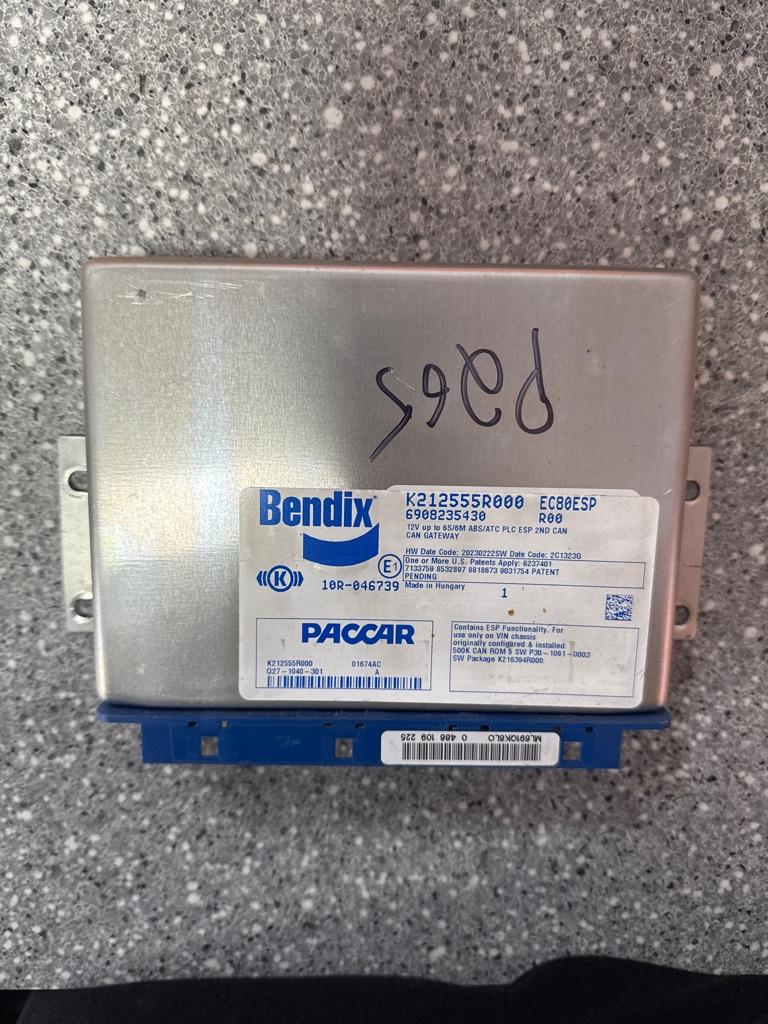 Bendix
K212555R000 EC80ESP
6908235430 R00
12V up to 6S/6M ABS/ATC PLC ESP 2ND CAN
CAN GATEWAY
HW Date Code: 20230222SW Date Code: 2C1323G
One or More U.S. Patents Apply: 6237401
7133759 8532897 8818673 9031754 PATENT
PENDING
Made in Hungary
1
E1
K
10R-046739
PACCAR
K212555R000 01674AC
Q27-1040-301 A
Contains ESP Functionality. For
use only on VIN chassis
originally configured & installed
500K CAN ROM 5 SW P30-1061-0003
SW Package K216394R000
ML691OK6LO 0 486 109 225